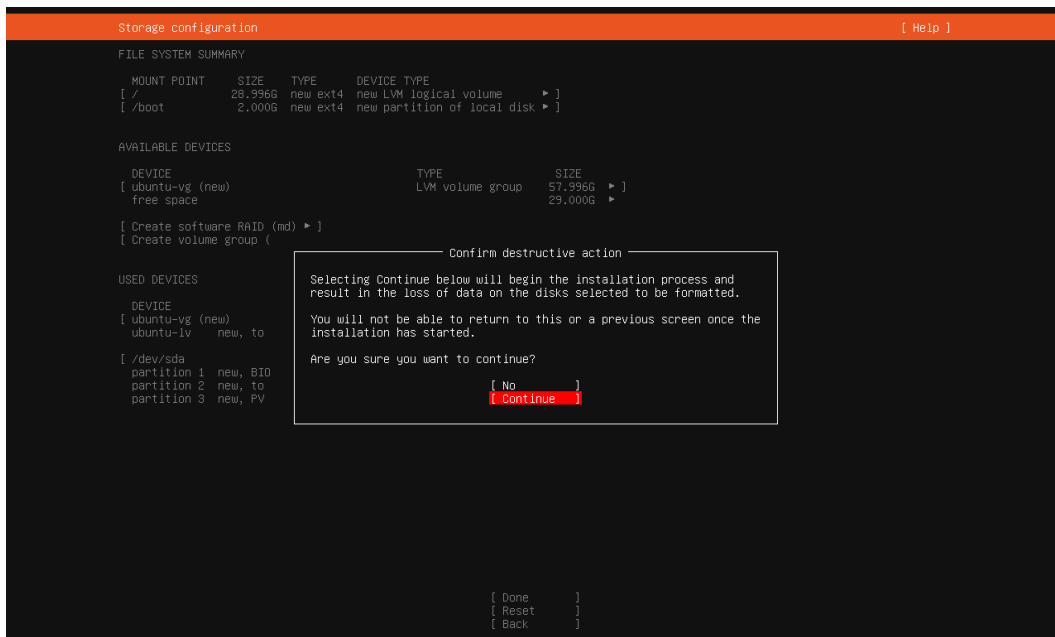 Storage configuration [ Help ]
FILE SYSTEM SUMMARY
MOUNT POINT SIZE TYPE DEVICE TYPE
[ / 28.996G new ext4 new LVM logical volume ▸ ]
[ /boot 2.000G new ext4 new partition of local disk ▸ ]
AVAILABLE DEVICES
DEVICE TYPE SIZE
[ ubuntu-vg (new) LVM volume group 57.996G ▸ ]
free space 29.000G ▸
[ Create software RAID (md) ▸ ]
[ Create volume group (
USED DEVICES
DEVICE
[ ubuntu-vg (new)
ubuntu-lv new, to
[ /dev/sda
partition 1 new, BIO
partition 2 new, to
partition 3 new, PV
Confirm destructive action
Selecting Continue below will begin the installation process and
result in the loss of data on the disks selected to be formatted.
You will not be able to return to this or a previous screen once the
installation has started.
Are you sure you want to continue?
[ No ]
[ Continue ]
[ Done ]
[ Reset ]
[ Back ]